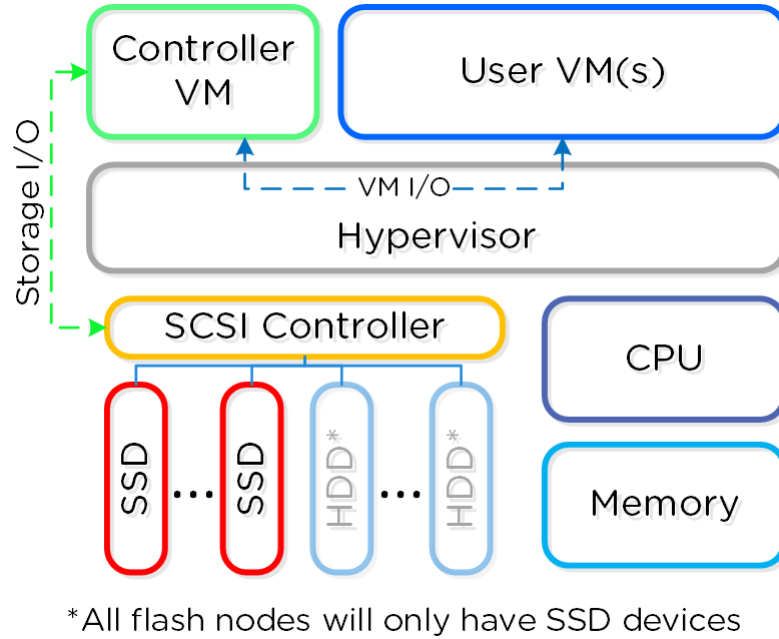 Controller
VM
User VM(s)
Storage I/O
VM I/O
Hypervisor
SCSI Controller
CPU
SSD
...
SSD
HDD*
...
HDD*
Memory
*All flash nodes will only have SSD devices